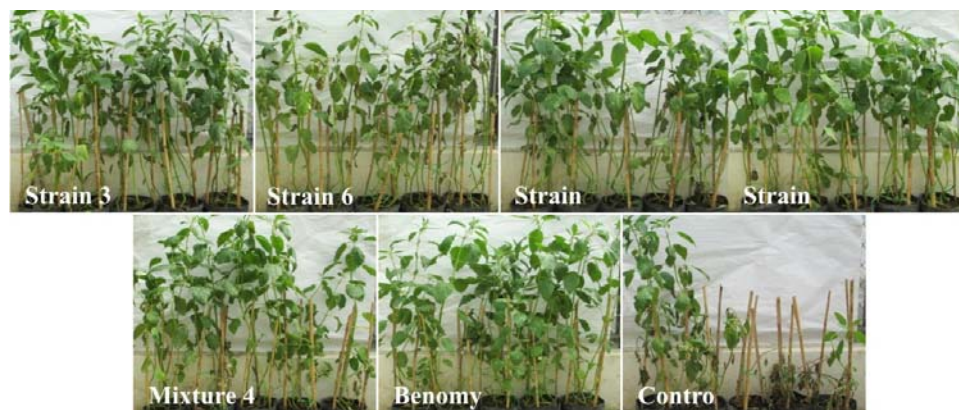 Strain 3
Strain 6
Strain
Strain
Mixture 4
Benomy
Contro